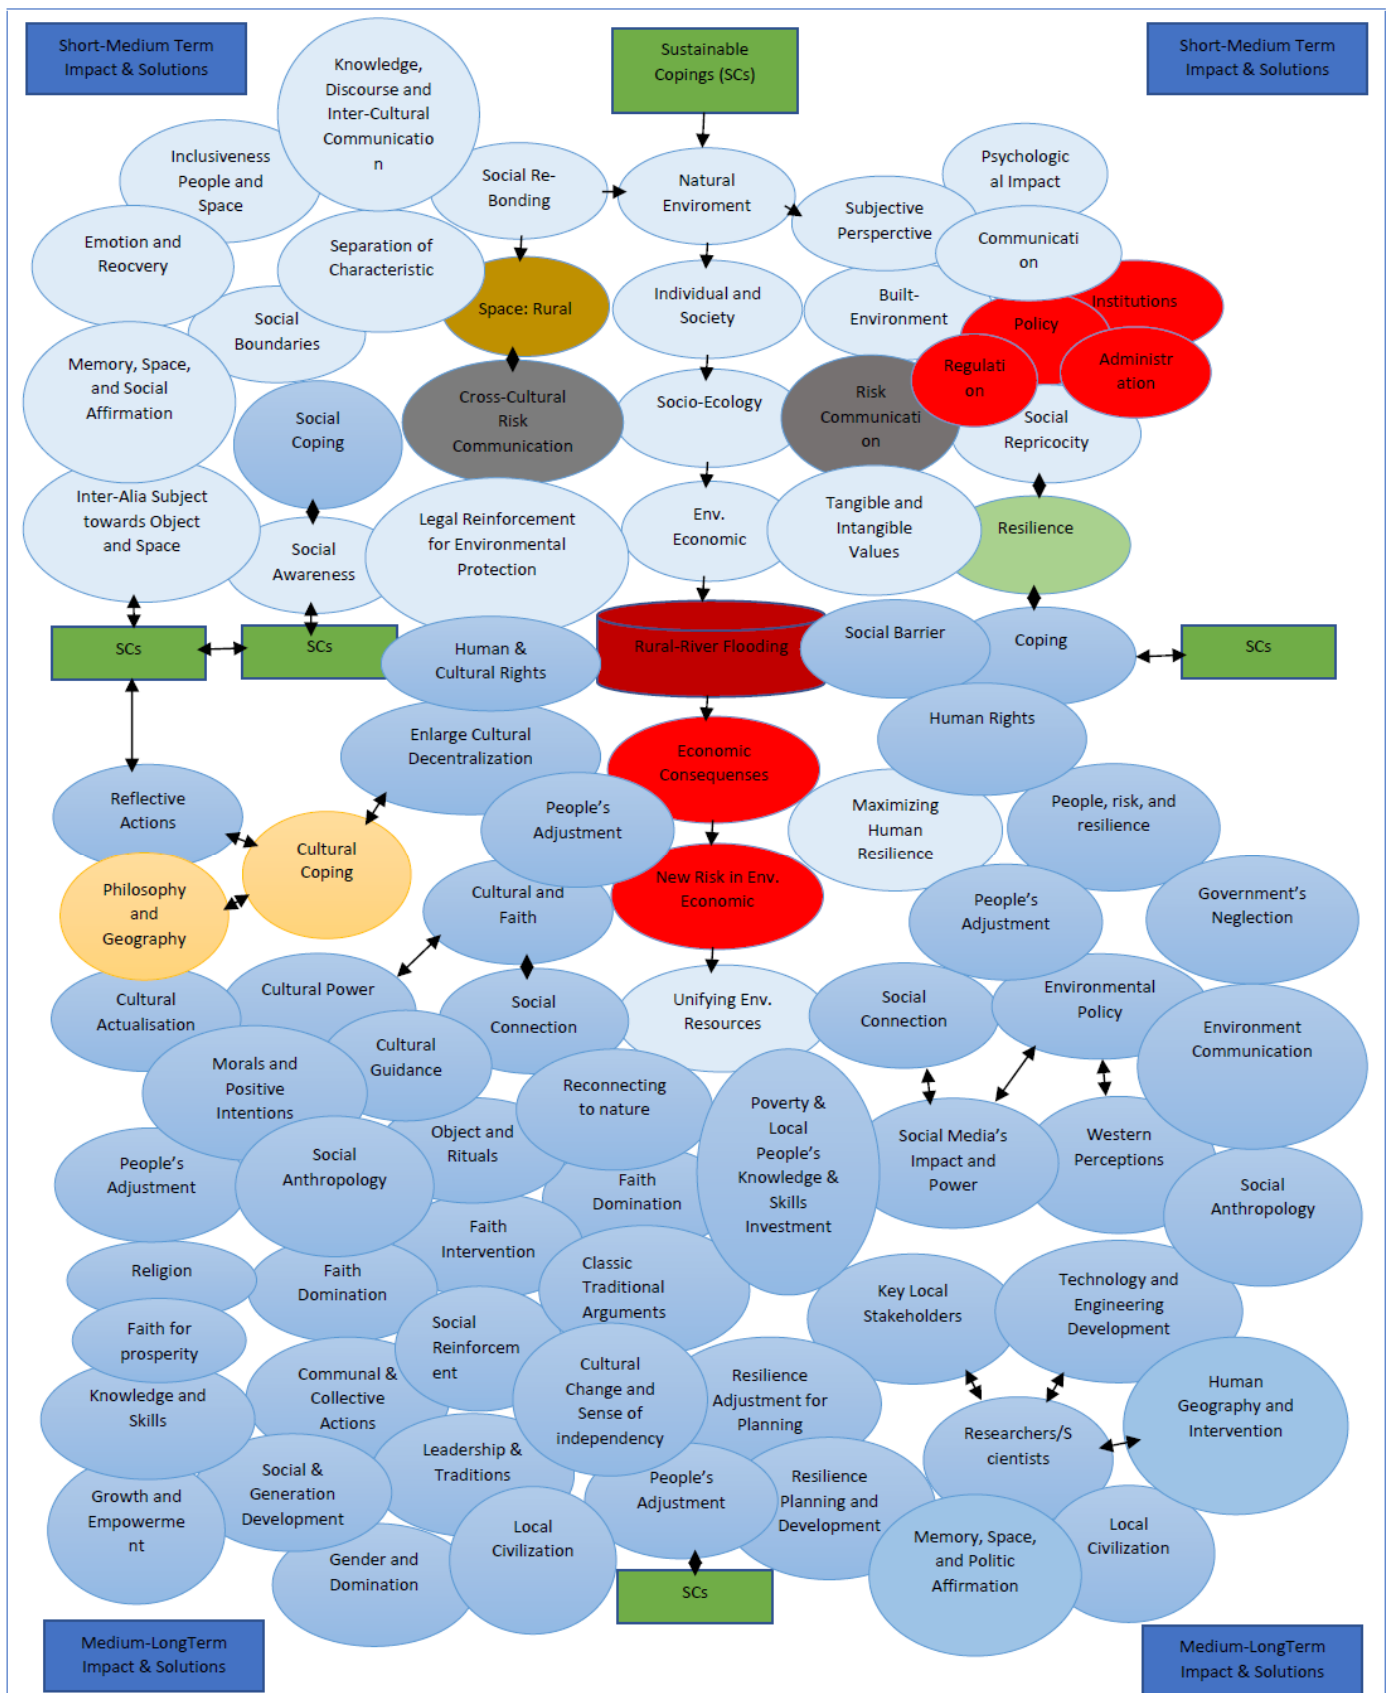 Short-Medium Term
Impact & Solutions
Knowledge,
Discourse and
Inter-Cultural
Communicatio
n
Sustainable
Copings (SCs)
Short-Medium Term
Impact & Solutions
Inclusiveness
People and
Space
Social Re-
Bonding
Natural
Enviroment
Subjective
Persperctive
Psychologic
al Impact
Emotion and
Reocvery
Separation of
Characteristic
Communicati
on
Social
Boundaries
Space: Rural
Individual and
Society
Built-
Environment
Institutions
Policy
Administr
ation
Regulati
on
Memory, Space,
and Social
Affirmation
Social
Coping
Cross-Cultural
Risk
Communication
Socio-Ecology
Risk
Communicati
on
Social
Repricocity
Inter-Alia Subject
towards Object
and Space
Social
Awareness
Legal Reinforcement
for Environmental
Protection
Env.
Economic
Tangible and
Intangible
Values
Resilience
SCs
SCs
Human &
Cultural Rights
Rural-River Flooding
Social Barrier
Coping
SCs
Enlarge Cultural
Decentralization
Economic
Consequenses
Human Rights
Reflective
Actions
Cultural
Coping
People’s
Adjustment
Maximizing
Human
Resilience
People, risk, and
resilience
Philosophy
and
Geography
Cultural and
Faith
New Risk in Env.
Economic
People’s
Adjustment
Government’s
Neglection
Cultural
Actualisation
Cultural Power
Social
Connection
Unifying Env.
Resources
Social
Connection
Environmental
Policy
Environment
Communication
Morals and
Positive
Intentions
Cultural
Guidance
Reconnecting
to nature
Poverty &
Local
People’s
Knowledge &
Skills
Investment
Social Media’s
Impact and
Power
Western
Perceptions
People’s
Adjustment
Social
Anthropology
Object and
Rituals
Faith
Domination
Social
Anthropology
Religion
Faith
Domination
Faith
Intervention
Classic
Traditional
Arguments
Key Local
Stakeholders
Technology and
Engineering
Development
Faith for
prosperity
Social
Reinforcem
ent
Knowledge and
Skills
Communal &
Collective
Actions
Cultural
Change and
Sense of
independency
Resilience
Adjustment for
Planning
Human
Geography and
Intervention
Researchers/S
cientists
Growth and
Empowerme
nt
Social &
Generation
Development
Leadership &
Traditions
People’s
Adjustment
Resilience
Planning and
Development
Gender and
Domination
Local
Civilization
Memory, Space,
and Politic
Affirmation
Local
Civilization
SCs
Medium-LongTerm
Impact & Solutions
Medium-LongTerm
Impact & Solutions